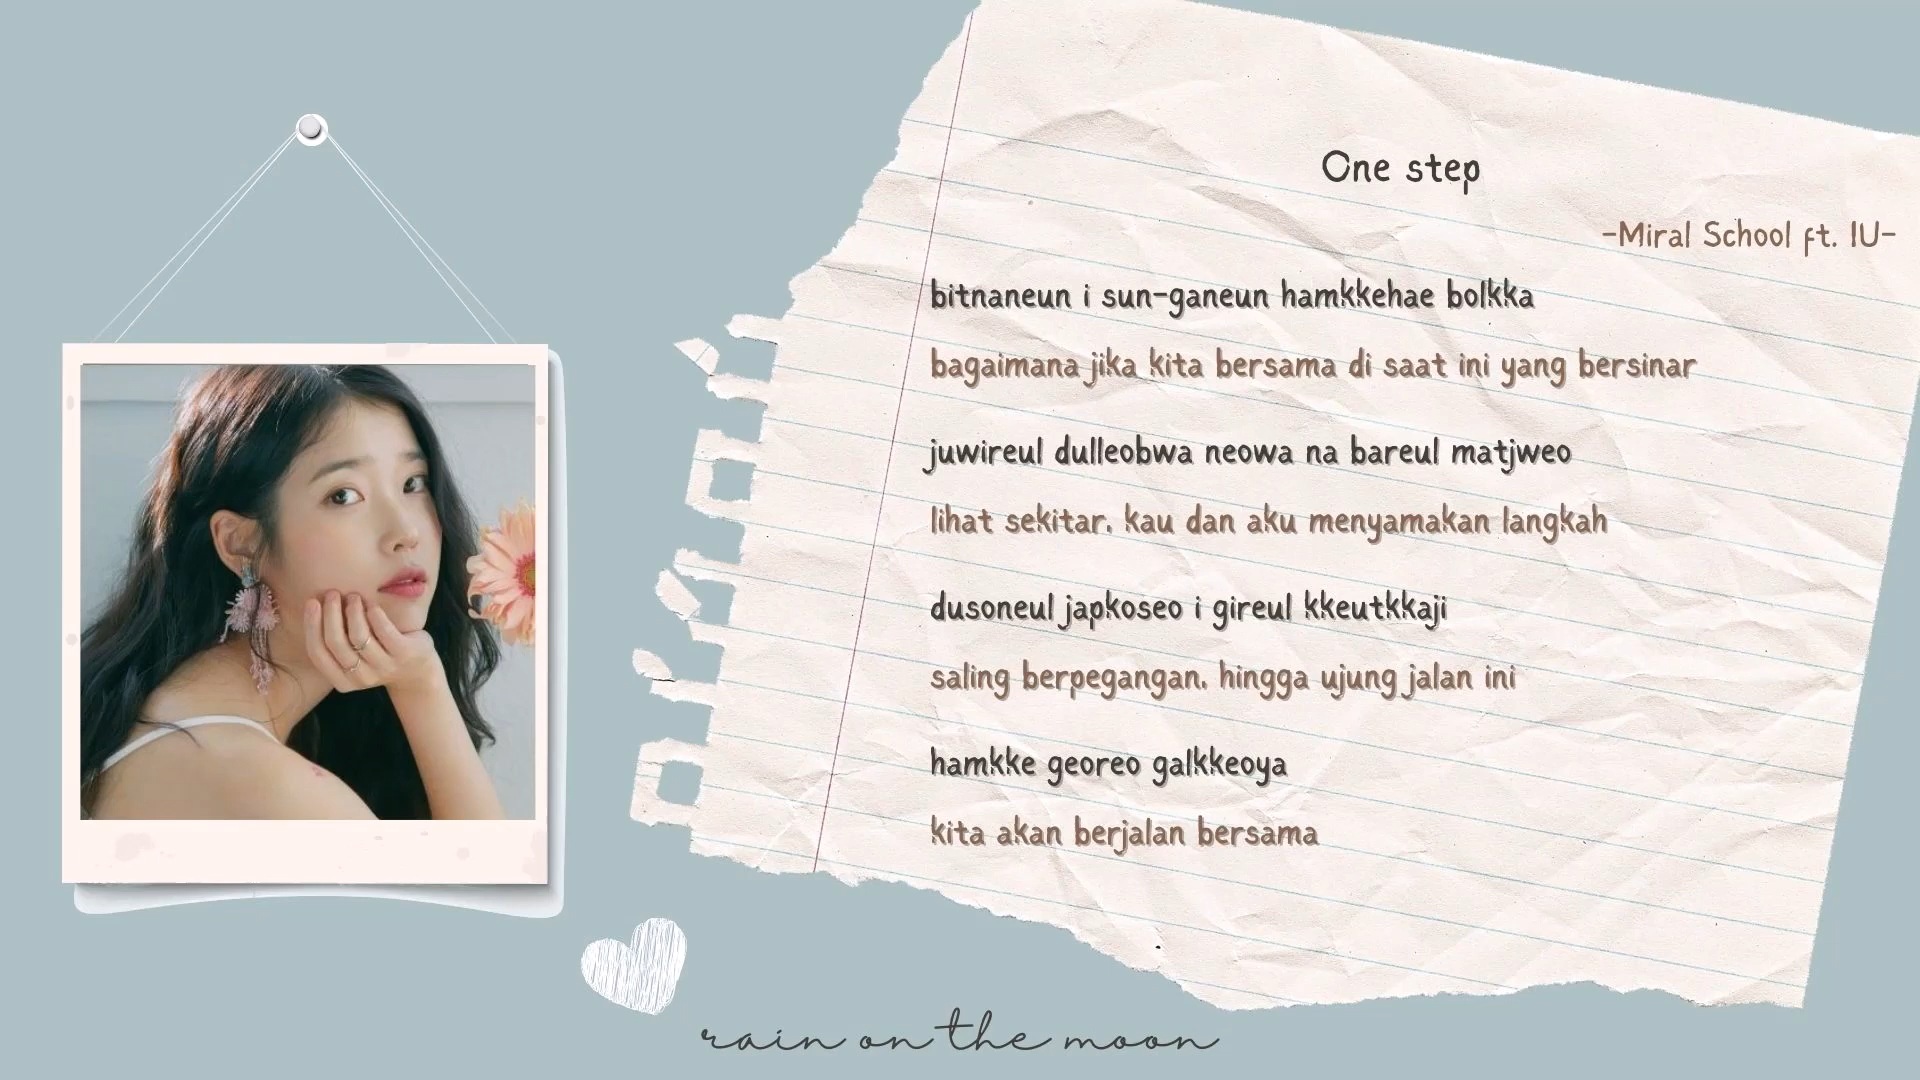 One step
-Miral School ft. IU-
bitnaneun i sun-ganeun hamkkehae bolkka
bagaimana jika kita bersama di saat ini yang bersinar
juwireul dulleobwa neowa na bareul matjweo
lihat sekitar, kau dan aku menyamakan langkah
dusoneul japkoseo i gireul kkeutkkaji
saling berpegangan, hingga ujung jalan ini
hamkke georeo galkkeoya
kita akan berjalan bersama
rain on the moon